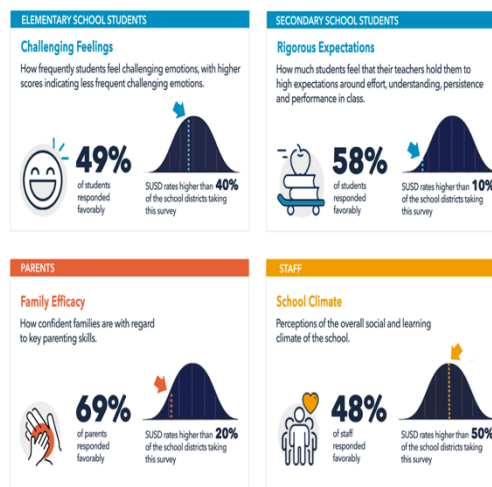 ELEMENTARY SCHOOL STUDENTS
Challenging Feelings
How frequently students feel challenging emotions, with higher
scores indicating less frequent challenging emotions.
49%
of students
responded
favorably
SUSD rates higher than 40%
of the school districts taking
this survey
SECONDARY SCHOOL STUDENTS
Rigorous Expectations
How much students feel that their teachers hold them to
high expectations around effort, understanding, persistence
and performance in class.
58%
of students
responded
favorably
SUSD rates higher than 10%
of the school districts taking
this survey
PARENTS
Family Efficacy
How confident families are with regard
to key parenting skills.
69%
of parents
responded
favorably
SUSD rates higher than 20%
of the school districts taking
this survey
STAFF
School Climate
Perceptions of the overall social and learning
climate of the school.
48%
of staff
responded
favorably
SUSD rates higher than 50%
of the school districts taking
this survey